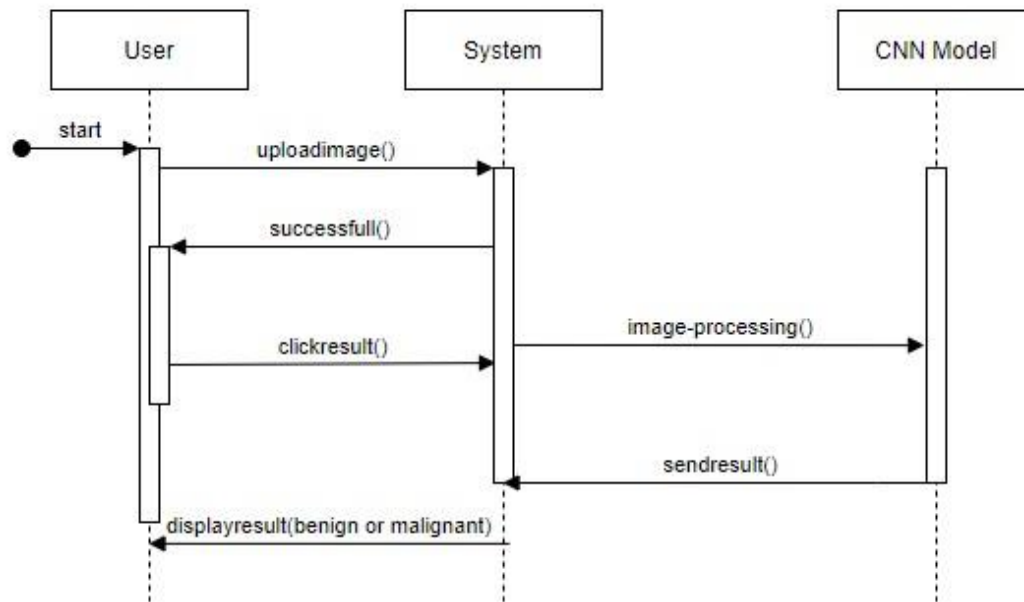 User
System
CNN Model
start
uploadimage()
successfull()
image-processing()
clickresult()
sendresult()
displayresult(benign or malignant)